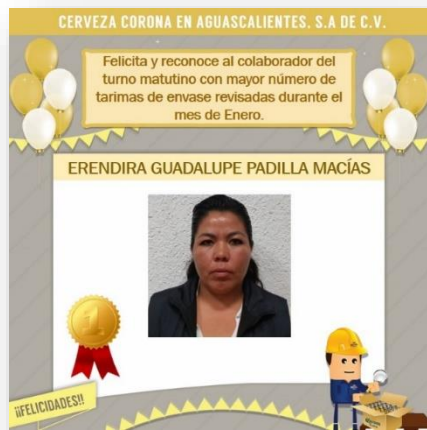 CERVEZA CORONA EN AGUASCALIENTES. S.A DE C.V.
Felicita y reconoce al colaborador del
turno matutino con mayor número de
tarimas de envase revisadas durante el
mes de Enero.
ERENDIRA GUADALUPE PADILLA MACÍAS
1
¡¡FELICIDADES!!